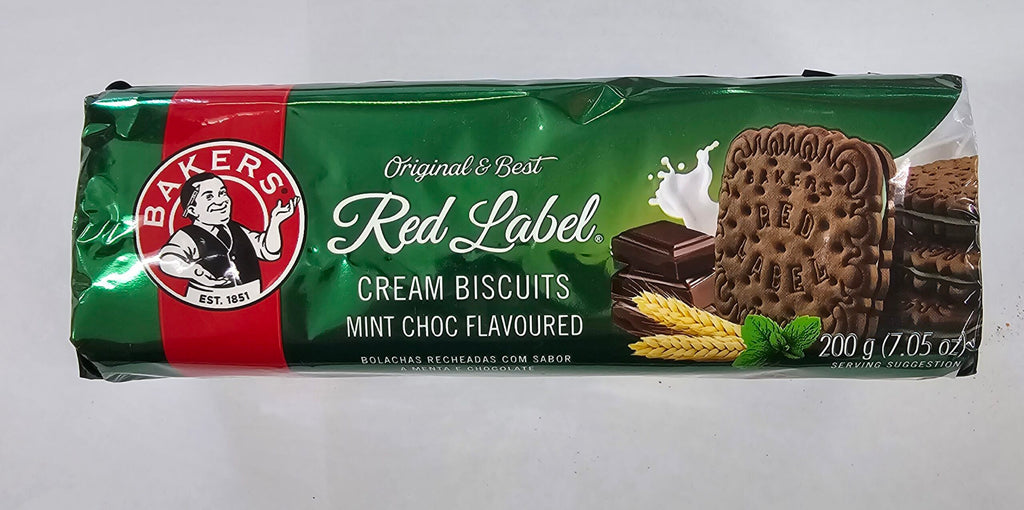 BAKERS
EST. 1851
Original & Best
Red Label®
CREAM BISCUITS
MINT CHOC FLAVOURED
BOLACHAS RECHEADAS COM SABOR
A MENTA E CHOCOLATE
BAKERS
RED
LABEL
200 g (7.05 oz)
SERVING SUGGESTION